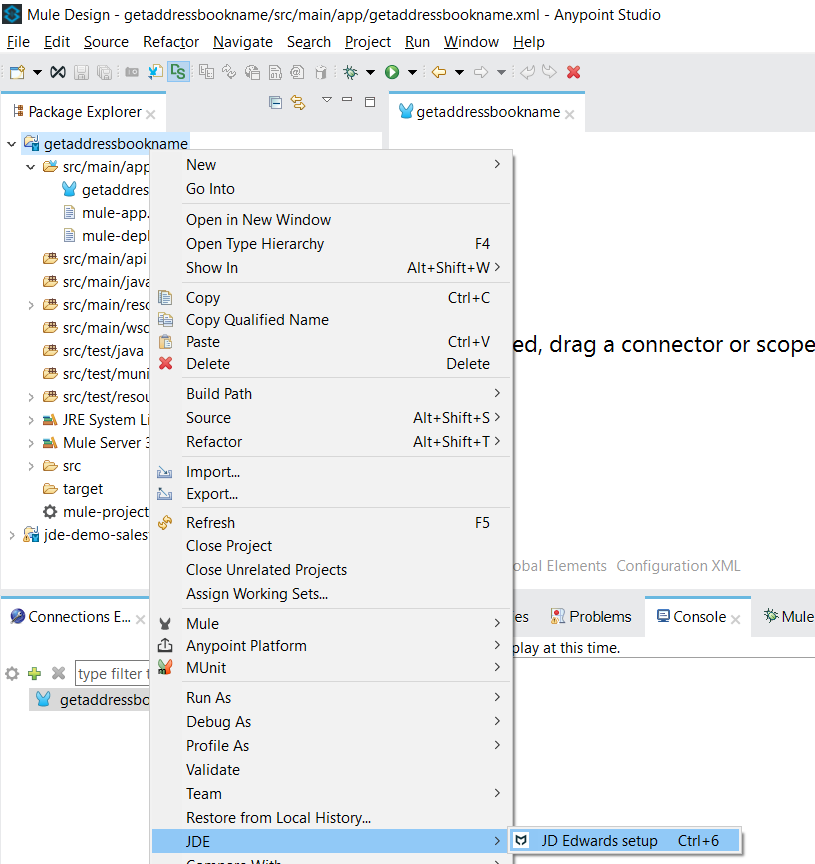 Mule Design - getaddressbookname/src/main/app/getaddressbookname.xml - Anypoint Studio
File Edit Source Refactor Navigate Search Project Run Window Help
Package Explorer
getaddressbookname
getaddressbookname
src/main/app
getaddres
mule-app.
mule-depl
src/main/api
src/main/java
src/main/reso
src/main/wsd
src/test/java
src/test/muni
src/test/resou
JRE System Li
Mule Server 3
src
target
mule-project
jde-demo-sales
New
Go Into
Open in New Window
Open Type Hierarchy F4
Show In Alt+Shift+W
Copy Ctrl+C
Copy Qualified Name
Paste Ctrl+V
Delete Delete
Build Path
Source Alt+Shift+S
Refactor Alt+Shift+T
Import...
Export...
Refresh F5
Close Project
Close Unrelated Projects
Assign Working Sets...
Mule
Anypoint Platform
MUnit
Run As
Debug As
Profile As
Validate
Team
Restore from Local History...
JDE
JD Edwards setup Ctrl+6
Compare With
ed, drag a connector or scope
obal Elements Configuration XML
Connections E...
es Problems Console Mule
play at this time.
type filter t
getaddressbo